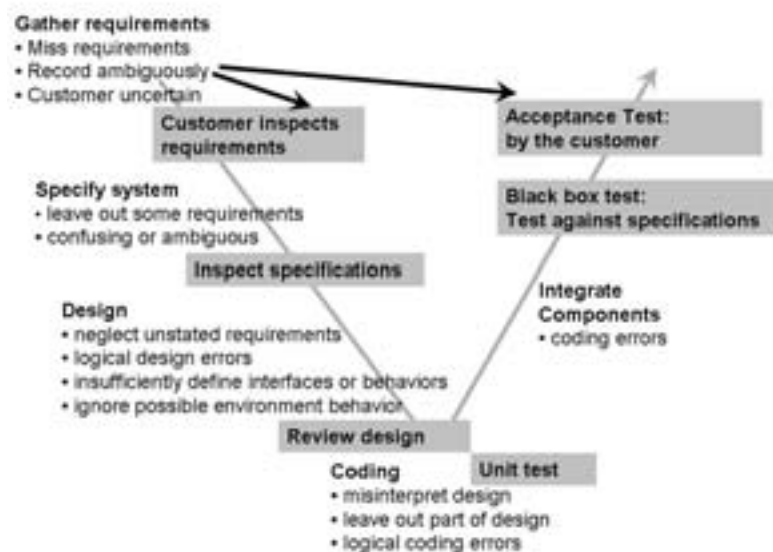 Gather requirements
• Miss requirements
• Record ambiguously
• Customer uncertain
Customer inspects
requirements
Acceptance Test:
by the customer
Specify system
• leave out some requirements
• confusing or ambiguous
Black box test:
Test against specifications
Inspect specifications
Integrate
Components
• coding errors
Design
• neglect unstated requirements
• logical design errors
• insufficiently define interfaces or behaviors
• ignore possible environment behavior
Review design
Unit test
Coding
• misinterpret design
• leave out part of design
• logical coding errors